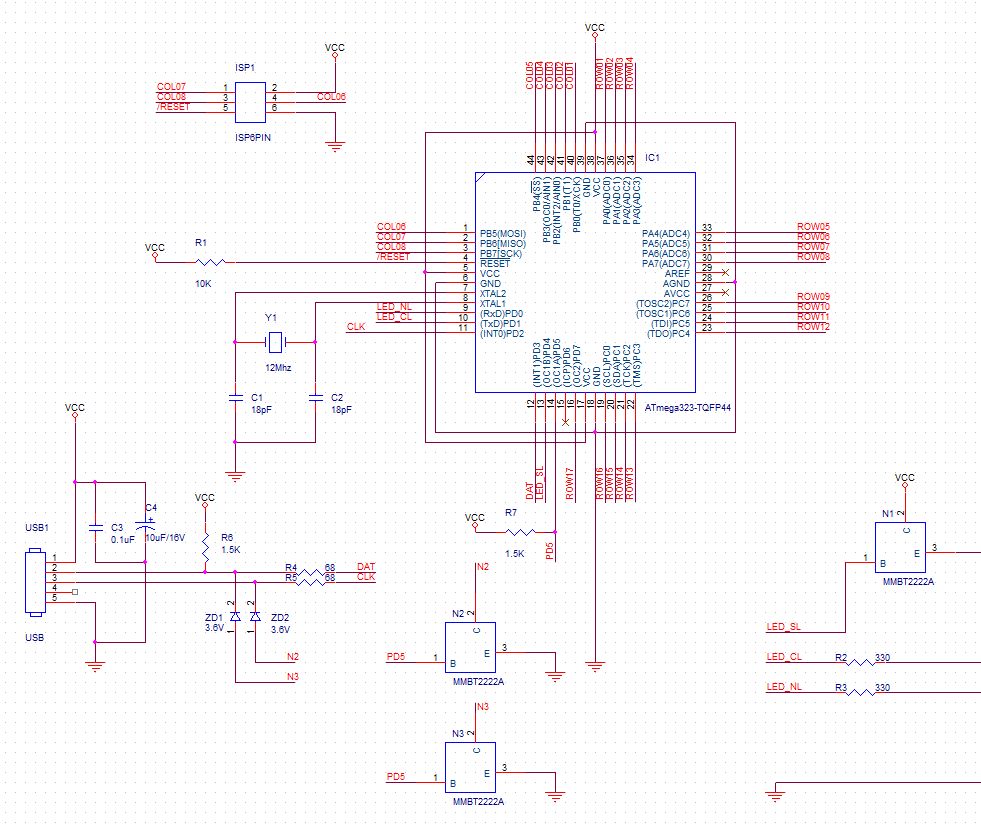 VCC
ISP1
VCC
COL07 1 2
COL08 3 4 COL06
/RESET 5 6
ISP6PIN
COL05 COL04 COL03 COL02 COL01 ROW01 ROW02 ROW03 ROW04
44 43 42 41 40 39 38 37 36 35 34
IC1
PB4(SS) PB3(OC0/AIN1) PB2(INT2/AIN0) PB1(T1) PB0(T0/XCK) GND VCC PA0(ADC0) PA1(ADC1) PA2(ADC2) PA3(ADC3)
COL06 1 PB5(MOSI) PA4(ADC4) 33 ROW05
COL07 2 PB6(MISO) PA5(ADC5) 32 ROW06
COL08 3 PB7(SCK) PA6(ADC6) 31 ROW07
/RESET 4 RESET PA7(ADC7) 30 ROW08
5 VCC AREF 29
6 GND AGND 28
7 XTAL2 AVCC 27
8 XTAL1 (TOSC2)PC7 26 ROW09
LED_NL 9 (RxD)PD0 (TOSC1)PC6 25 ROW10
LED_CL 10 (TxD)PD1 (TDI)PC5 24 ROW11
CLK 11 (INT0)PD2 (TDO)PC4 23 ROW12
(INT1)PD3 (OC1B)PD4 (OC1A)PD5 (ICP)PD6 (OC2)PD7 VCC GND (SCL)PC0 (SDA)PC1 (TCK)PC2 (TMS)PC3
12 13 14 15 16 17 18 19 20 21 22
ATmega323-TQFP44
DAT LED_SL ROW17 ROW16 ROW15 ROW14 ROW13
VCC
R1
10K
Y1
12Mhz
C1
18pF
C2
18pF
VCC
C3
0.1uF
C4
+
10uF/16V
VCC
R6
1.5K
USB1
1
2
3
4
5
USB
R4 68 DAT
R5 68 CLK
ZD1
3.6V
2
1
ZD2
3.6V
2
1
N2
N3
VCC
R7
1.5K
PD5
N2
N2 2
C
PD5 1 B E 3
MMBT2222A
N3
N3 2
C
PD5 1 B E 3
MMBT2222A
VCC
N1 2
C
1 B E 3
MMBT2222A
LED_SL
LED_CL R2 330
LED_NL R3 330